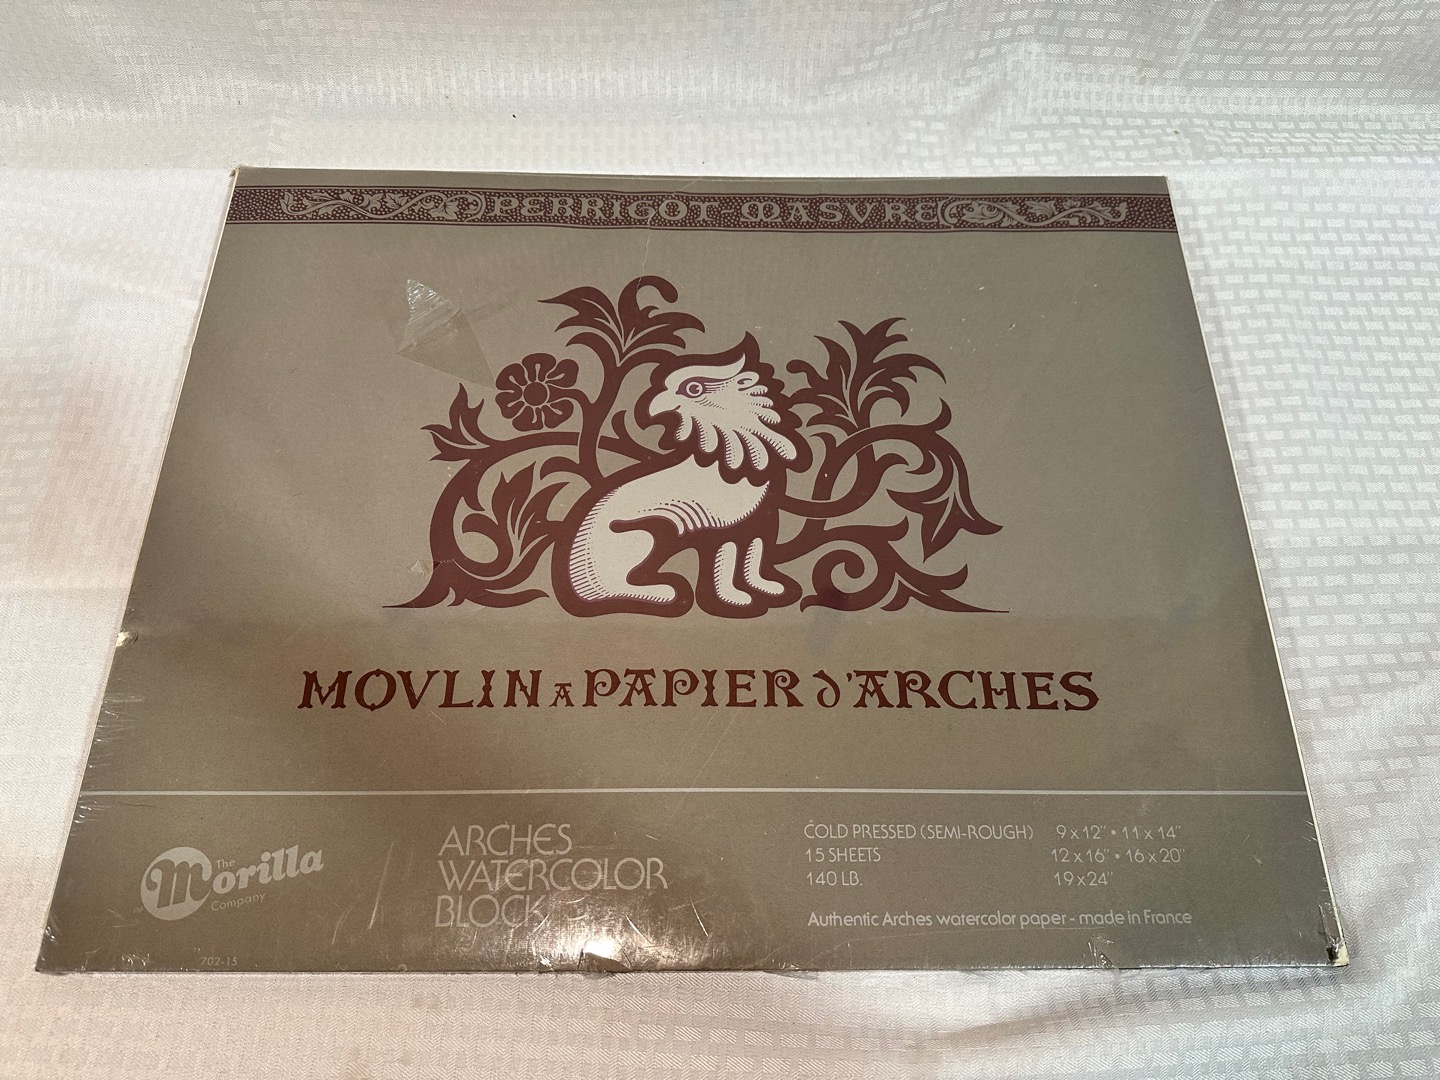 PERRIGOT-MASVRE
MOVLIN A PAPIER d'ARCHES
The
Morilla
Company
702-15
ARCHES
WATERCOLOR
BLOCK
COLD PRESSED (SEMI-ROUGH) 9 x 12" • 11 x 14"
15 SHEETS 12 x 16" • 16 x 20"
140 LB. 19 x 24"
Authentic Arches watercolor paper - made in France